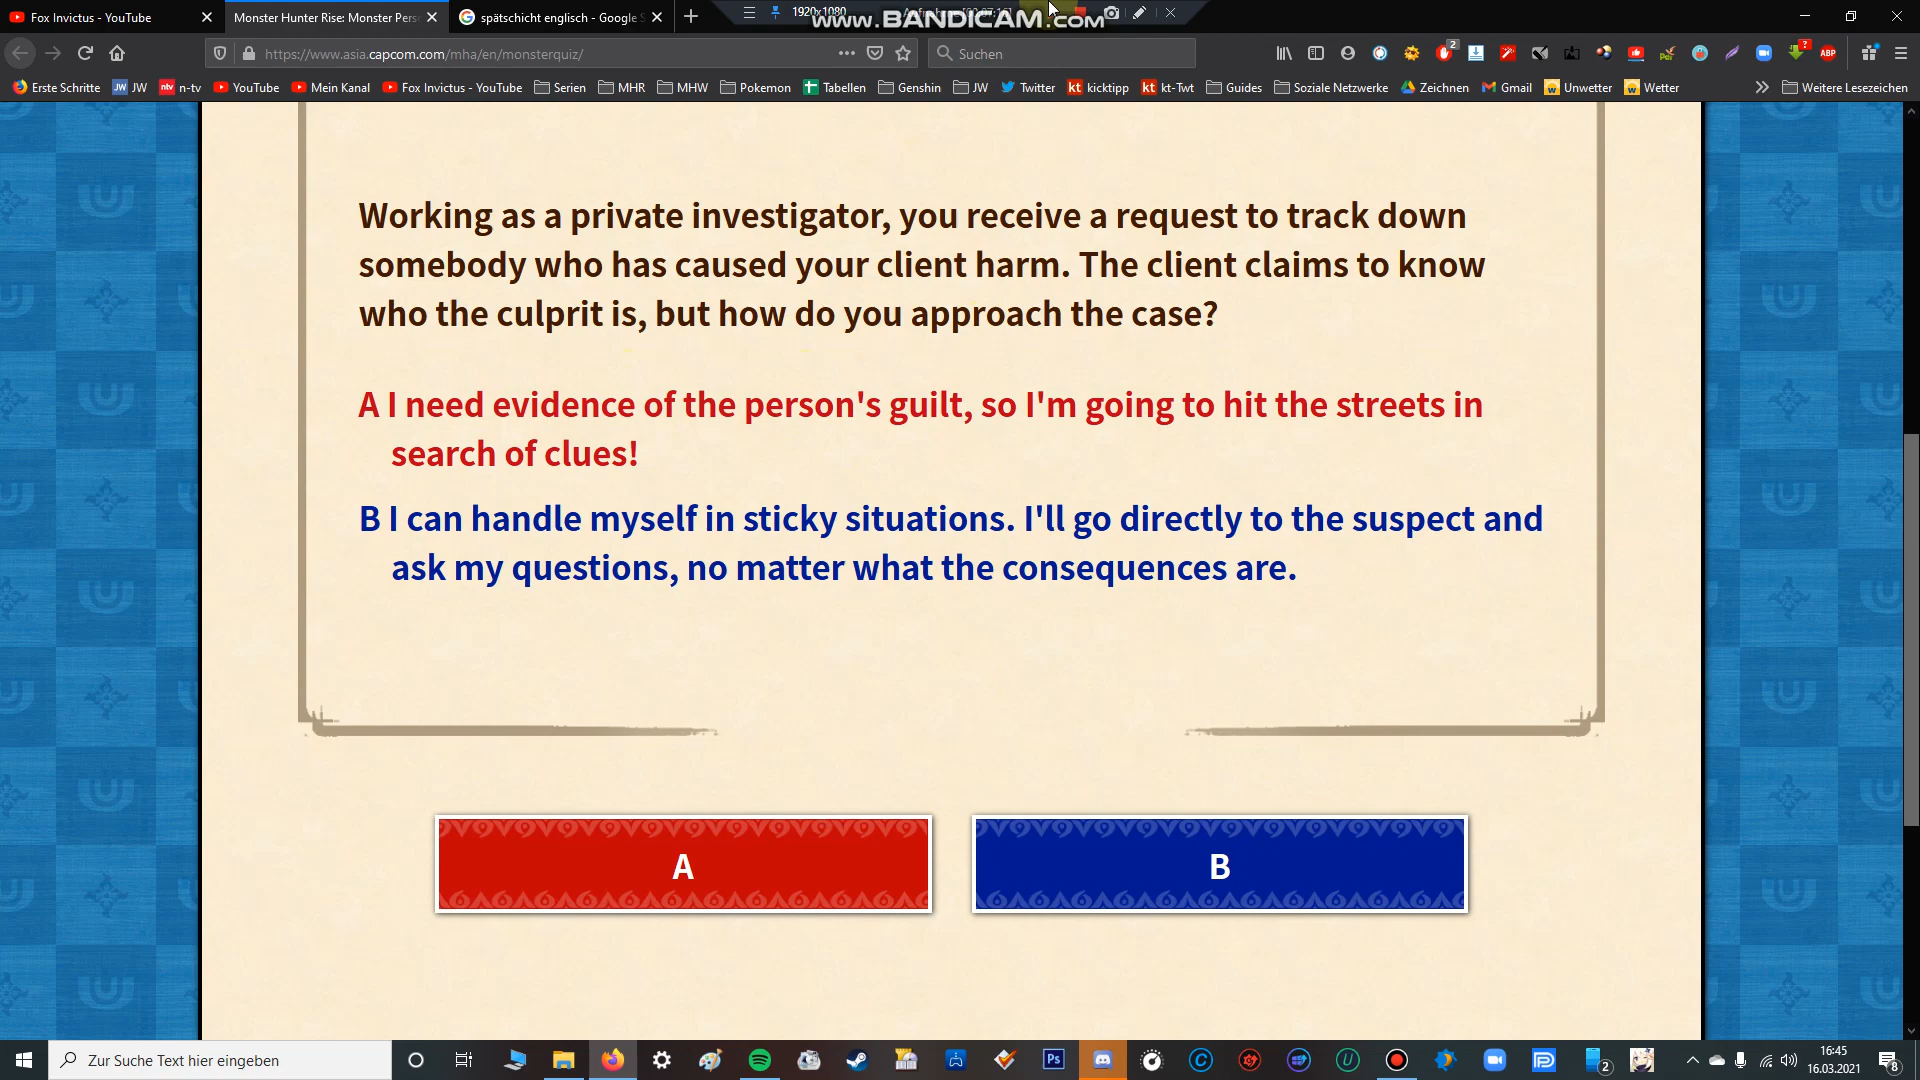 Fox Invictus - YouTube
Monster Hunter Rise: Monster Pers
spätschicht englisch - Google S
1920x1080
www.BANDICAM.com
https://www.asia.capcom.com/mha/en/monsterquiz/
Suchen
Erste Schritte
JW
n-tv
YouTube
Mein Kanal
Fox Invictus - YouTube
Serien
MHR
MHW
Pokemon
Tabellen
Genshin
JW
Twitter
kicktipp
kt-Twt
Guides
Soziale Netzwerke
Zeichnen
Gmail
Unwetter
Wetter
Weitere Lesezeichen
Working as a private investigator, you receive a request to track down
somebody who has caused your client harm. The client claims to know
who the culprit is, but how do you approach the case?
A I need evidence of the person's guilt, so I'm going to hit the streets in
search of clues!
B I can handle myself in sticky situations. I'll go directly to the suspect and
ask my questions, no matter what the consequences are.
A
B
Zur Suche Text hier eingeben
16:45
16.03.2021